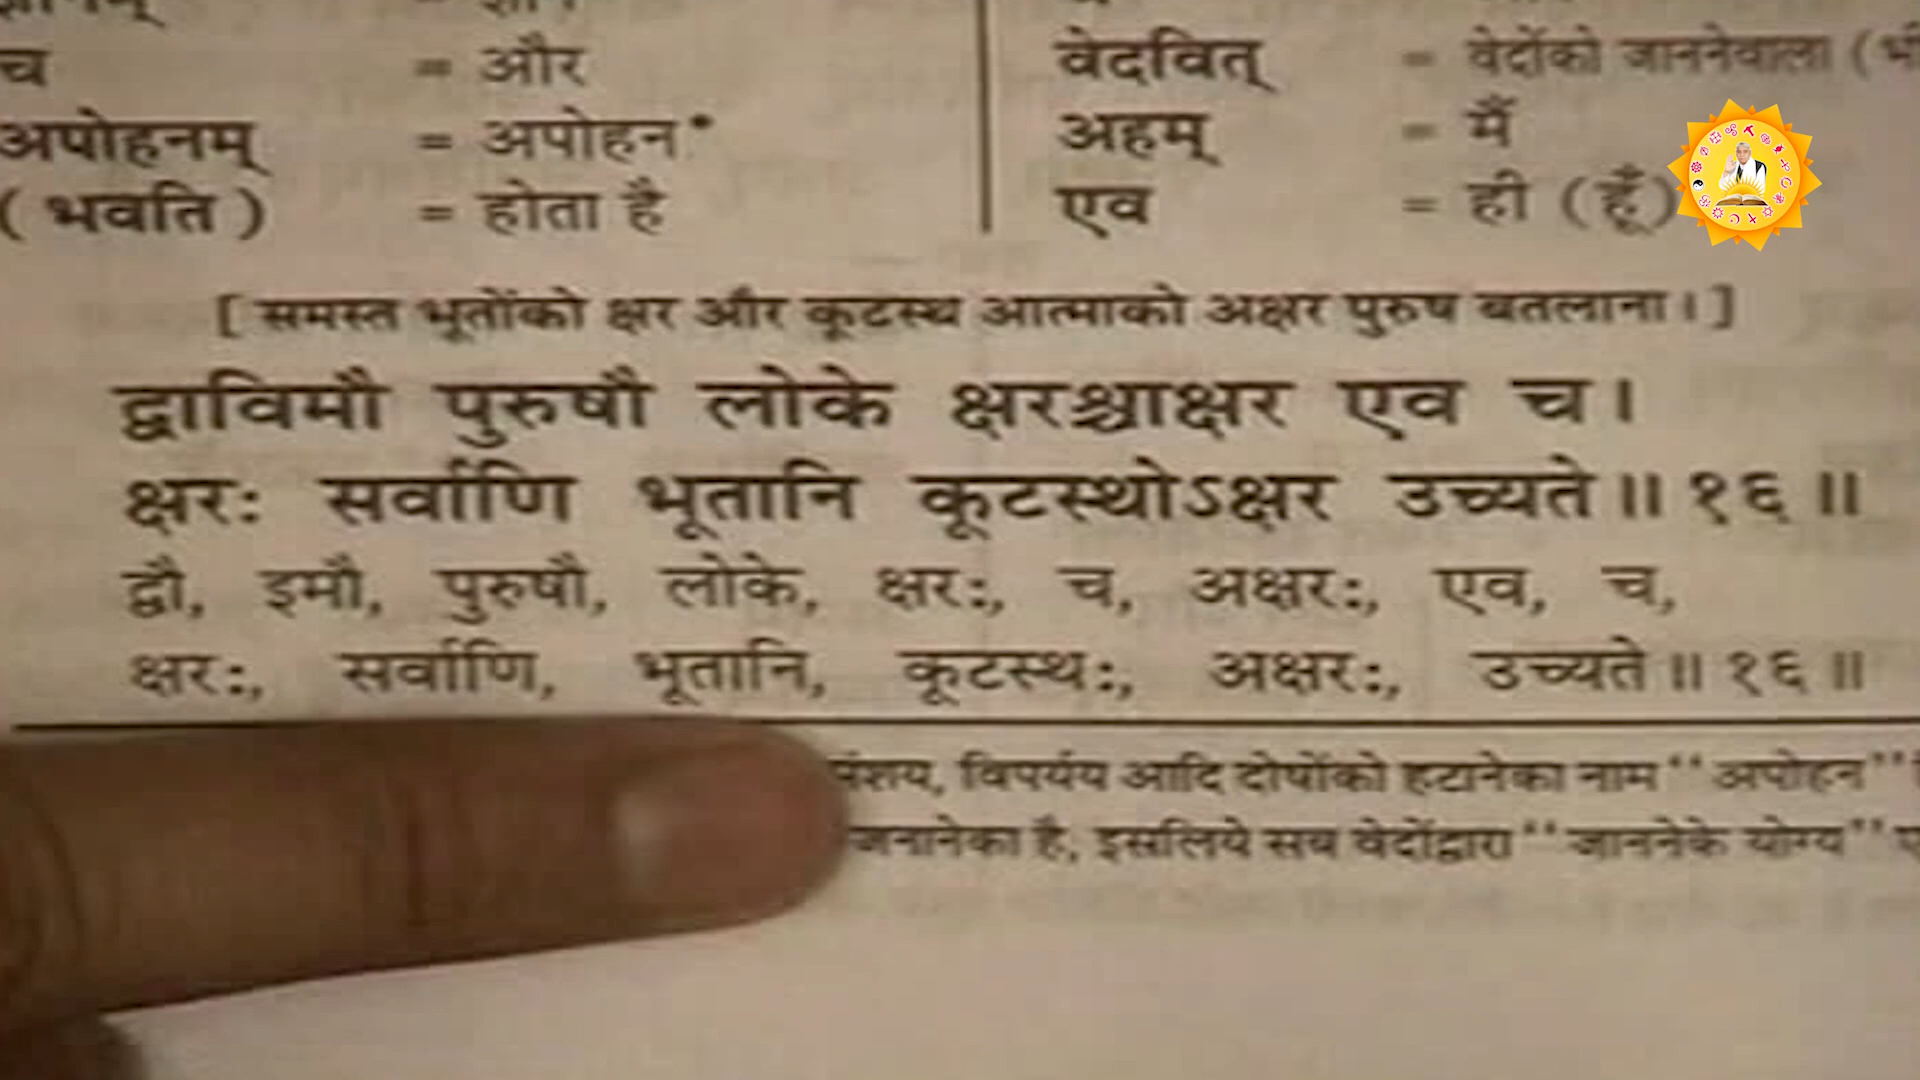 च = और
अपोहनम् = अपोहन*
( भवति ) = होता है
वेदवित् = वेदोंको जाननेवाला (
अहम् = मैं
एव = ही ( हूँ )
[ समस्त भूतोंको क्षर और कूटस्थ आत्माको अक्षर पुरुष बतलाना। ]
द्वाविमौ पुरुषौ लोके क्षरश्चाक्षर एव च।
क्षरः सर्वाणि भूतानि कूटस्थोऽक्षर उच्यते॥ १६ ॥
द्वौ, इमौ, पुरुषौ, लोके, क्षरः, च, अक्षरः, एव, च,
क्षरः, सर्वाणि, भूतानि, कूटस्थः, अक्षरः, उच्यते॥ १६ ॥
संशय, विपर्यय आदि दोषोंको हटानेका नाम ‘‘अपोहन’’
जनानेका है, इसलिये सब वेदोंद्वारा ‘‘जाननेके योग्य’’